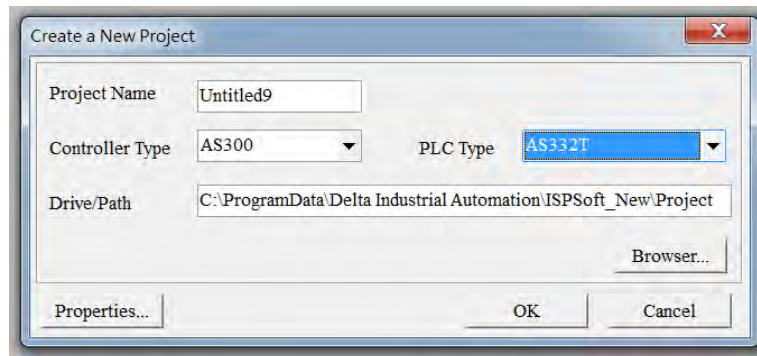 Create a New Project
Project Name Untitled9
Controller Type AS300 PLC Type AS332T
Drive/Path C:\ProgramData\Delta Industrial Automation\ISPSoft_New\Project
Browser...
Properties... OK Cancel